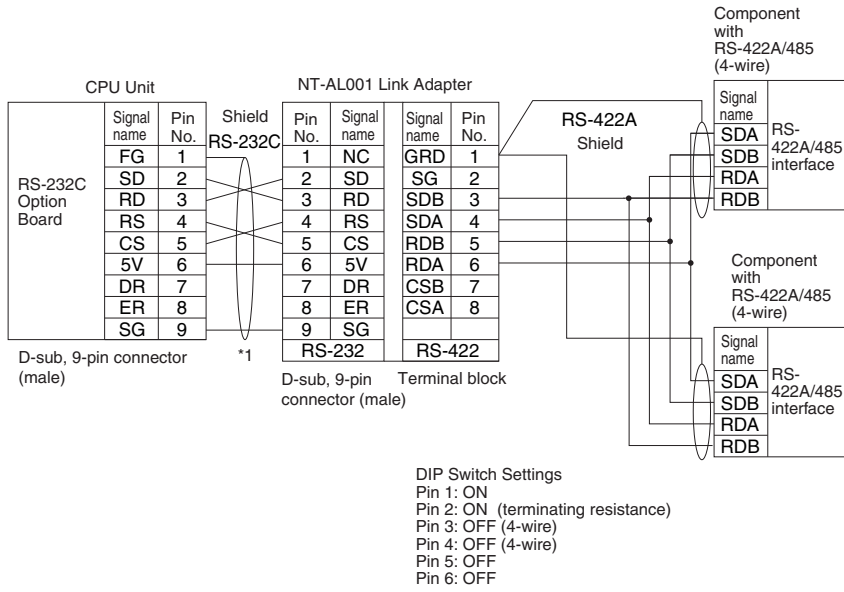 Component
with
RS-422A/485
(4-wire)
CPU Unit
NT-AL001 Link Adapter
RS-232C
Option
Board
Signal
name
Pin
No.
FG 1
SD 2
RD 3
RS 4
CS 5
5V 6
DR 7
ER 8
SG 9
Shield
RS-232C
*1
Pin
No.
Signal
name
1 NC
2 SD
3 RD
4 RS
5 CS
6 5V
7 DR
8 ER
9 SG
RS-232
Signal
name
Pin
No.
GRD 1
SG 2
SDB 3
SDA 4
RDB 5
RDA 6
CSB 7
CSA 8
RS-422
RS-422A
Shield
Signal
name
SDA
SDB
RDA
RDB
RS-
422A/485
interface
Component
with
RS-422A/485
(4-wire)
Signal
name
SDA
SDB
RDA
RDB
RS-
422A/485
interface
D-sub, 9-pin connector
(male)
D-sub, 9-pin
connector (male)
Terminal block
DIP Switch Settings
Pin 1: ON
Pin 2: ON (terminating resistance)
Pin 3: OFF (4-wire)
Pin 4: OFF (4-wire)
Pin 5: OFF
Pin 6: OFF